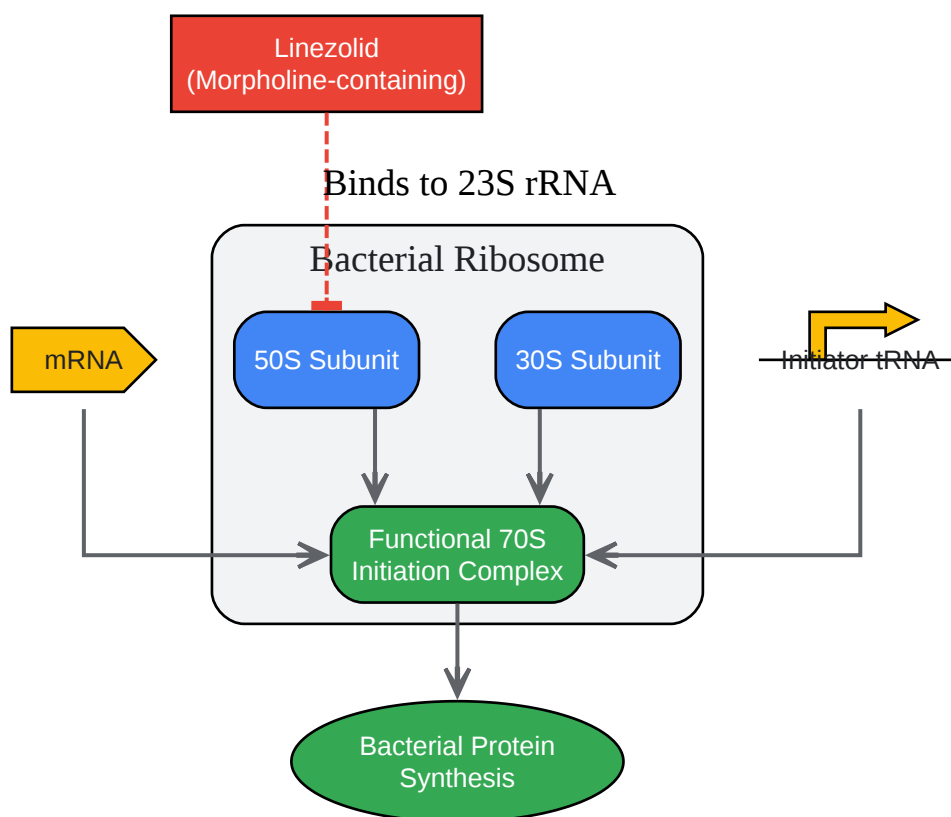 Linezolid
(Morpholine-containing)
Binds to 23S rRNA
Bacterial Ribosome
mRNA
50S Subunit
30S Subunit
Initiator tRNA
Functional 70S
Initiation Complex
Bacterial Protein
Synthesis